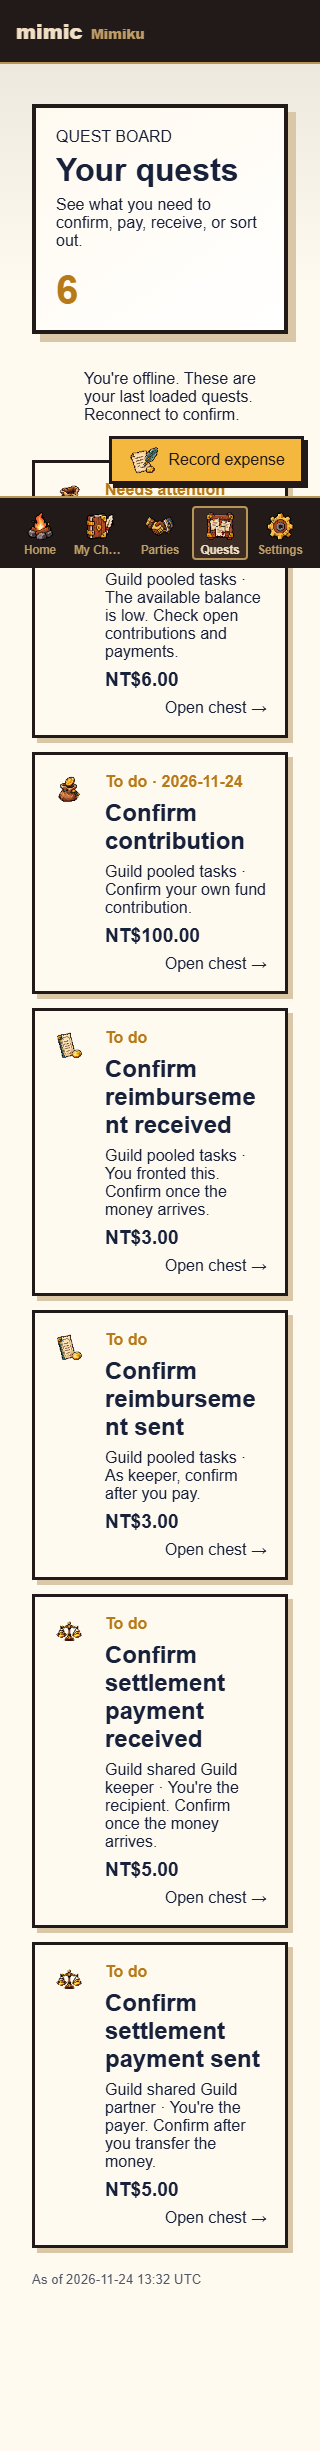 mimic Mimiku
QUEST BOARD
Your quests
See what you need to
confirm, pay, receive, or sort
out.
6
You're offline. These are
your last loaded quests.
Reconnect to confirm.
Record expense
Needs attention
Home My Ch... Parties Quests Settings
Guild pooled tasks ·
The available balance
is low. Check open
contributions and
payments.
NT$6.00
Open chest →
To do · 2026-11-24
Confirm
contribution
Guild pooled tasks ·
Confirm your own fund
contribution.
NT$100.00
Open chest →
To do
Confirm
reimburseme
nt received
Guild pooled tasks ·
You fronted this.
Confirm once the
money arrives.
NT$3.00
Open chest →
To do
Confirm
reimburseme
nt sent
Guild pooled tasks ·
As keeper, confirm
after you pay.
NT$3.00
Open chest →
To do
Confirm
settlement
payment
received
Guild shared Guild
keeper · You're the
recipient. Confirm
once the money
arrives.
NT$5.00
Open chest →
To do
Confirm
settlement
payment sent
Guild shared Guild
partner · You're the
payer. Confirm after
you transfer the
money.
NT$5.00
Open chest →
As of 2026-11-24 13:32 UTC